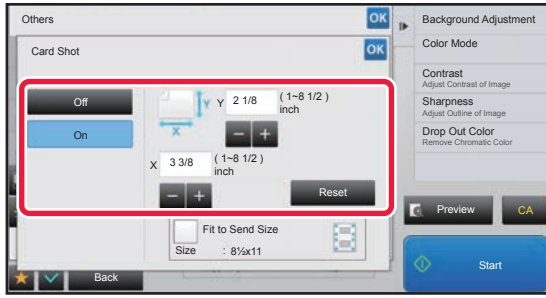 Others
OK
Card Shot
OK
Off
On
Y
Y
2 1/8
( 1~8 1/2 )
inch
X
X
3 3/8
( 1~8 1/2 )
inch
Reset
Fit to Send Size
Size : 8½x11
Back
Background Adjustment
Color Mode
Contrast
Adjust Contrast of Image
Sharpness
Adjust Outline of Image
Drop Out Color
Remove Chromatic Color
Preview
CA
Start